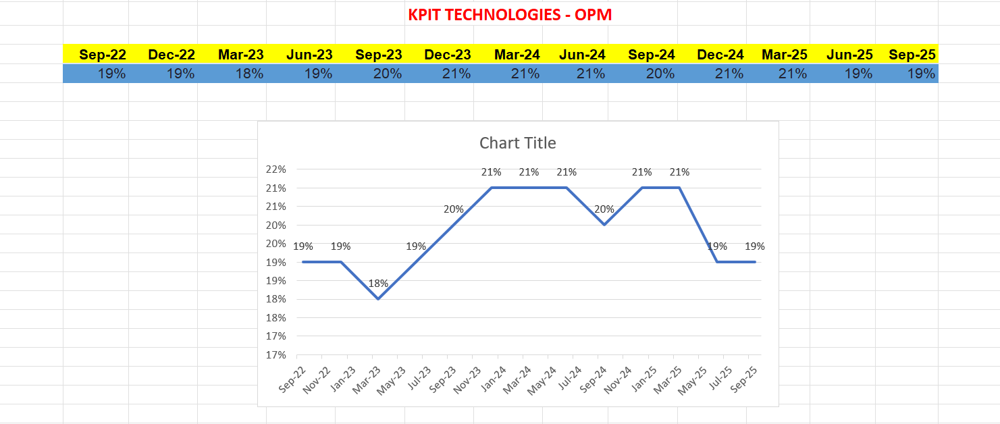 KPIT TECHNOLOGIES - OPM
Sep-22 Dec-22 Mar-23 Jun-23 Sep-23 Dec-23 Mar-24 Jun-24 Sep-24 Dec-24 Mar-25 Jun-25 Sep-25
19% 19% 18% 19% 20% 21% 21% 21% 20% 21% 21% 19% 19%
Chart Title
22%
21%
21%
20%
20%
19%
19%
18%
18%
17%
17%
19% 19% 18% 19% 20% 21% 21% 21% 20% 21% 21% 19% 19%
Sep-22 Nov-22 Jan-23 Mar-23 May-23 Jul-23 Sep-23 Nov-23 Jan-24 Mar-24 May-24 Jul-24 Sep-24 Nov-24 Jan-25 Mar-25 May-25 Jul-25 Sep-25